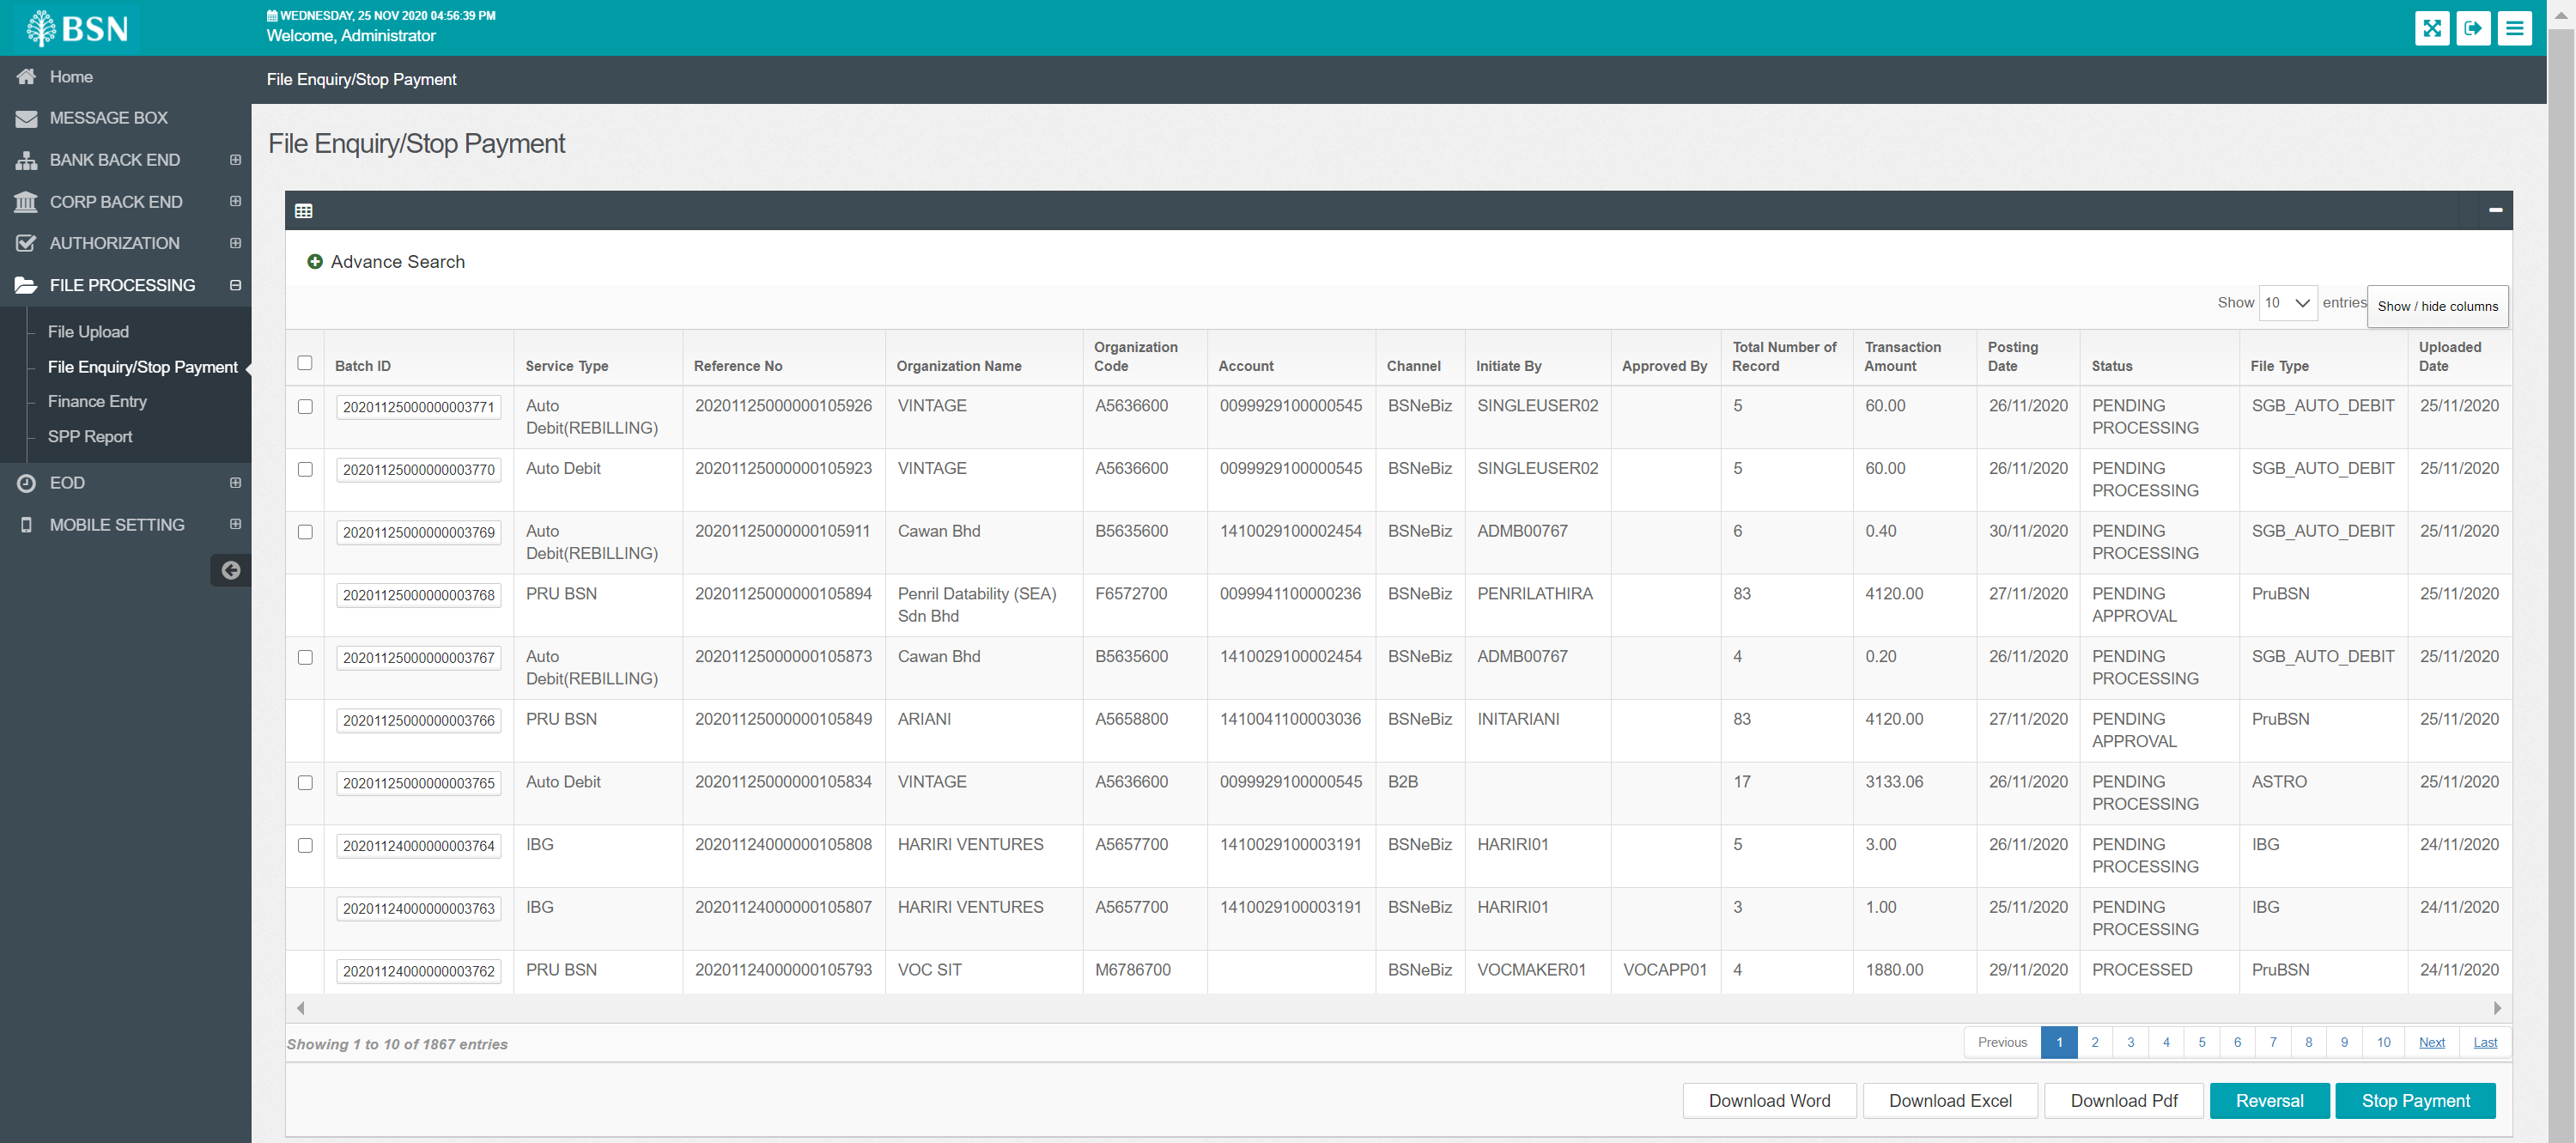 BSN
WEDNESDAY, 25 NOV 2020 04:56:39 PM
Welcome, Administrator
Home
MESSAGE BOX
BANK BACK END
CORP BACK END
AUTHORIZATION
FILE PROCESSING
File Upload
File Enquiry/Stop Payment
Finance Entry
SPP Report
EOD
MOBILE SETTING
File Enquiry/Stop Payment
File Enquiry/Stop Payment
Advance Search
Show 10 entries Show / hide columns
Batch ID Service Type Reference No Organization Name Organization Code Account Channel Initiate By Approved By Total Number of Record Transaction Amount Posting Date Status File Type Uploaded Date
20201125000000003771 Auto Debit(REBILLING) 20201125000000105926 VINTAGE A5636600 0099929100000545 BSNeBiz SINGLEUSER02 5 60.00 26/11/2020 PENDING PROCESSING SGB_AUTO_DEBIT 25/11/2020
20201125000000003770 Auto Debit 20201125000000105923 VINTAGE A5636600 0099929100000545 BSNeBiz SINGLEUSER02 5 60.00 26/11/2020 PENDING PROCESSING SGB_AUTO_DEBIT 25/11/2020
20201125000000003769 Auto Debit(REBILLING) 20201125000000105911 Cawan Bhd B5635600 1410029100002454 BSNeBiz ADMB00767 6 0.40 30/11/2020 PENDING PROCESSING SGB_AUTO_DEBIT 25/11/2020
20201125000000003768 PRU BSN 20201125000000105894 Penril Datability (SEA) Sdn Bhd F6572700 0099941100000236 BSNeBiz PENRILATHIRA 83 4120.00 27/11/2020 PENDING APPROVAL PruBSN 25/11/2020
20201125000000003767 Auto Debit(REBILLING) 20201125000000105873 Cawan Bhd B5635600 1410029100002454 BSNeBiz ADMB00767 4 0.20 26/11/2020 PENDING PROCESSING SGB_AUTO_DEBIT 25/11/2020
20201125000000003766 PRU BSN 20201125000000105849 ARIANI A5658800 1410041100003036 BSNeBiz INITARIANI 83 4120.00 27/11/2020 PENDING APPROVAL PruBSN 25/11/2020
20201125000000003765 Auto Debit 20201125000000105834 VINTAGE A5636600 0099929100000545 B2B 17 3133.06 26/11/2020 PENDING PROCESSING ASTRO 25/11/2020
20201124000000003764 IBG 20201124000000105808 HARIRI VENTURES A5657700 1410029100003191 BSNeBiz HARIRI01 5 3.00 26/11/2020 PENDING PROCESSING IBG 24/11/2020
20201124000000003763 IBG 20201124000000105807 HARIRI VENTURES A5657700 1410029100003191 BSNeBiz HARIRI01 3 1.00 25/11/2020 PENDING PROCESSING IBG 24/11/2020
20201124000000003762 PRU BSN 20201124000000105793 VOC SIT M6786700 BSNeBiz VOCMAKER01 VOCAPP01 4 1880.00 29/11/2020 PROCESSED PruBSN 24/11/2020
Showing 1 to 10 of 1867 entries
Previous 1 2 3 4 5 6 7 8 9 10 Next Last
Download Word Download Excel Download Pdf Reversal Stop Payment